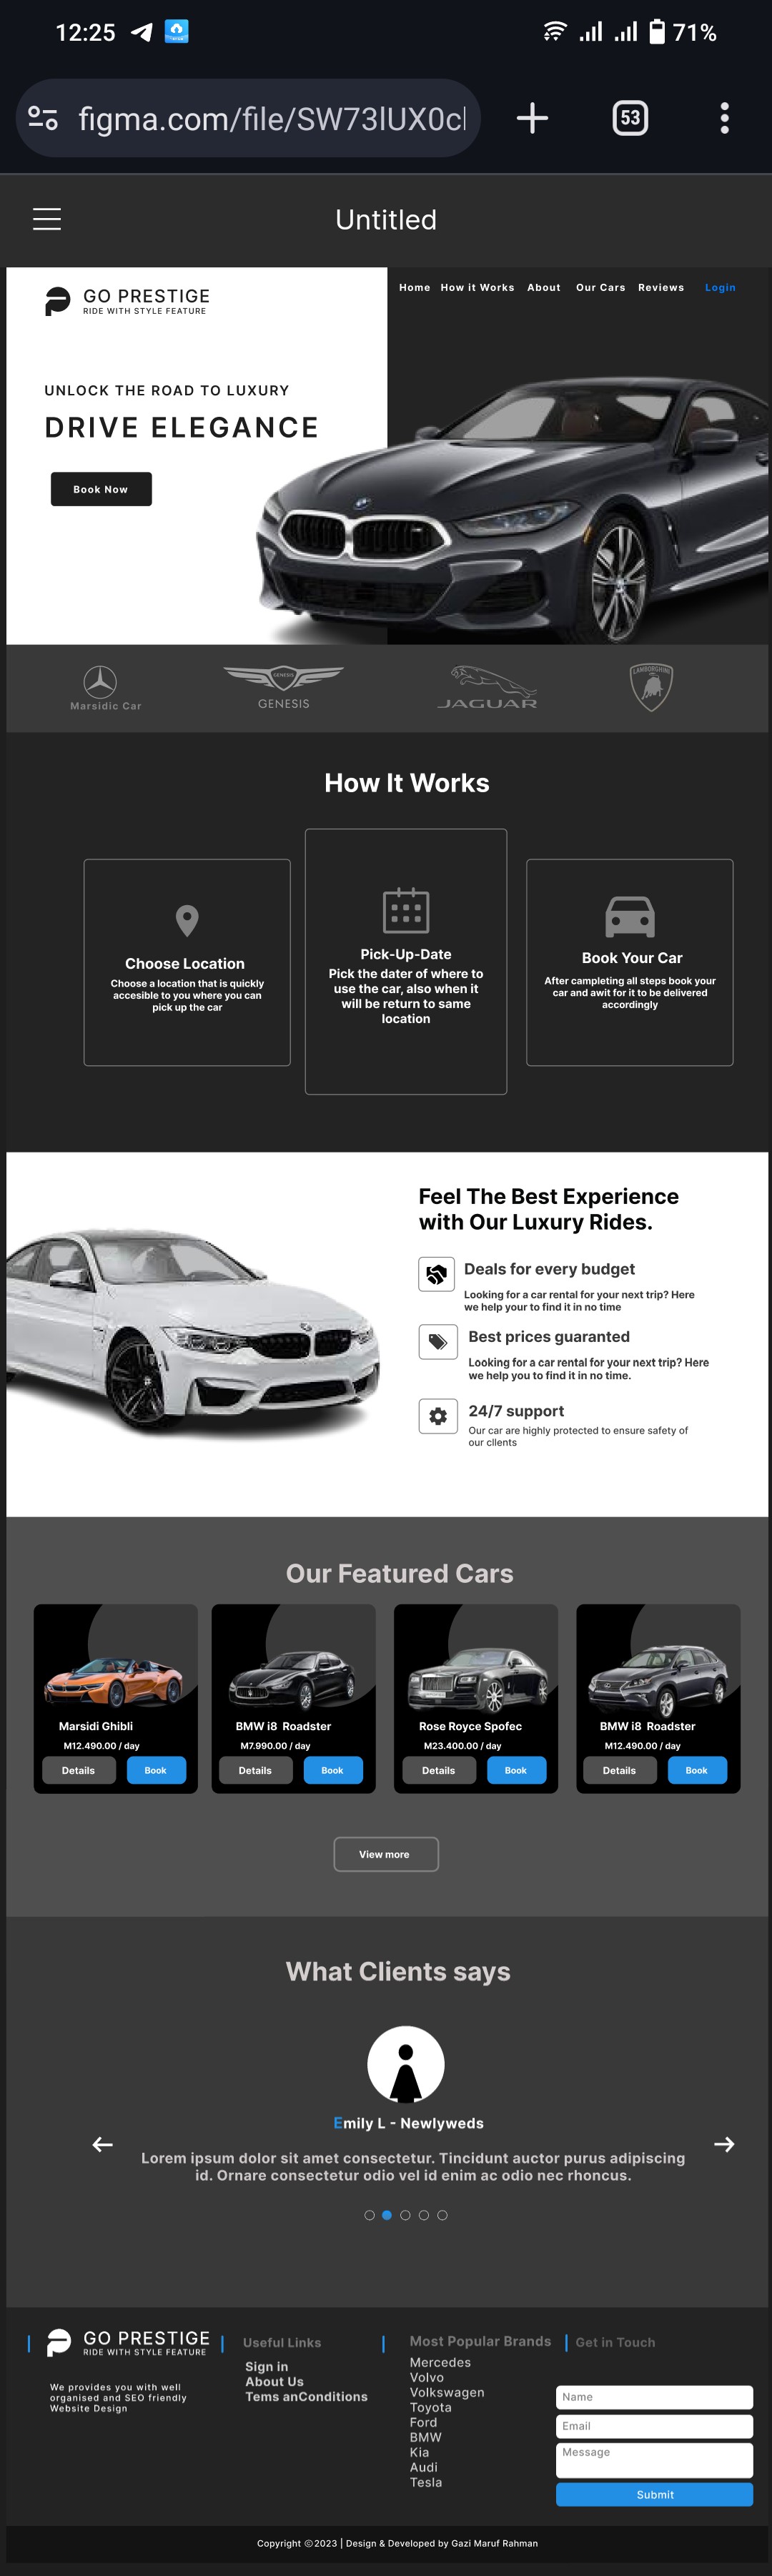 12:25
71%
figma.com/file/SW73lUX0cl
53
Untitled
GO PRESTIGE
RIDE WITH STYLE FEATURE
Home How it Works About Our Cars Reviews Login
UNLOCK THE ROAD TO LUXURY
DRIVE ELEGANCE
Book Now
Marsidic Car
GENESIS
GENESIS
JAGUAR
LAMBORGHINI
How It Works
Choose Location
Choose a location that is quickly
accesible to you where you can
pick up the car
Pick-Up-Date
Pick the dater of where to
use the car, also when it
will be return to same
location
Book Your Car
After campleting all steps book your
car and awit for it to be delivered
accordingly
Feel The Best Experience
with Our Luxury Rides.
Deals for every budget
Looking for a car rental for your next trip? Here
we help your to find it in no time
Best prices guaranted
Looking for a car rental for your next trip? Here
we help you to find it in no time.
24/7 support
Our car are highly protected to ensure safety of
our clients
Our Featured Cars
Marsidi Ghibli
M12.490.00 / day
Details Book
BMW i8 Roadster
M7.990.00 / day
Details Book
Rose Royce Spofec
M23.400.00 / day
Details Book
BMW i8 Roadster
M12.490.00 / day
Details Book
View more
What Clients says
Emily L - Newlyweds
Lorem ipsum dolor sit amet consectetur. Tincidunt auctor purus adipiscing
id. Ornare consectetur odio vel id enim ac odio nec rhoncus.
GO PRESTIGE
RIDE WITH STYLE FEATURE
We provides you with well
organised and SEO friendly
Website Design
Useful Links
Sign in
About Us
Tems anConditions
Most Popular Brands
Mercedes
Volvo
Volkswagen
Toyota
Ford
BMW
Kia
Audi
Tesla
Get in Touch
Name
Email
Message
Submit
Copyright ©2023 | Design & Developed by Gazi Maruf Rahman